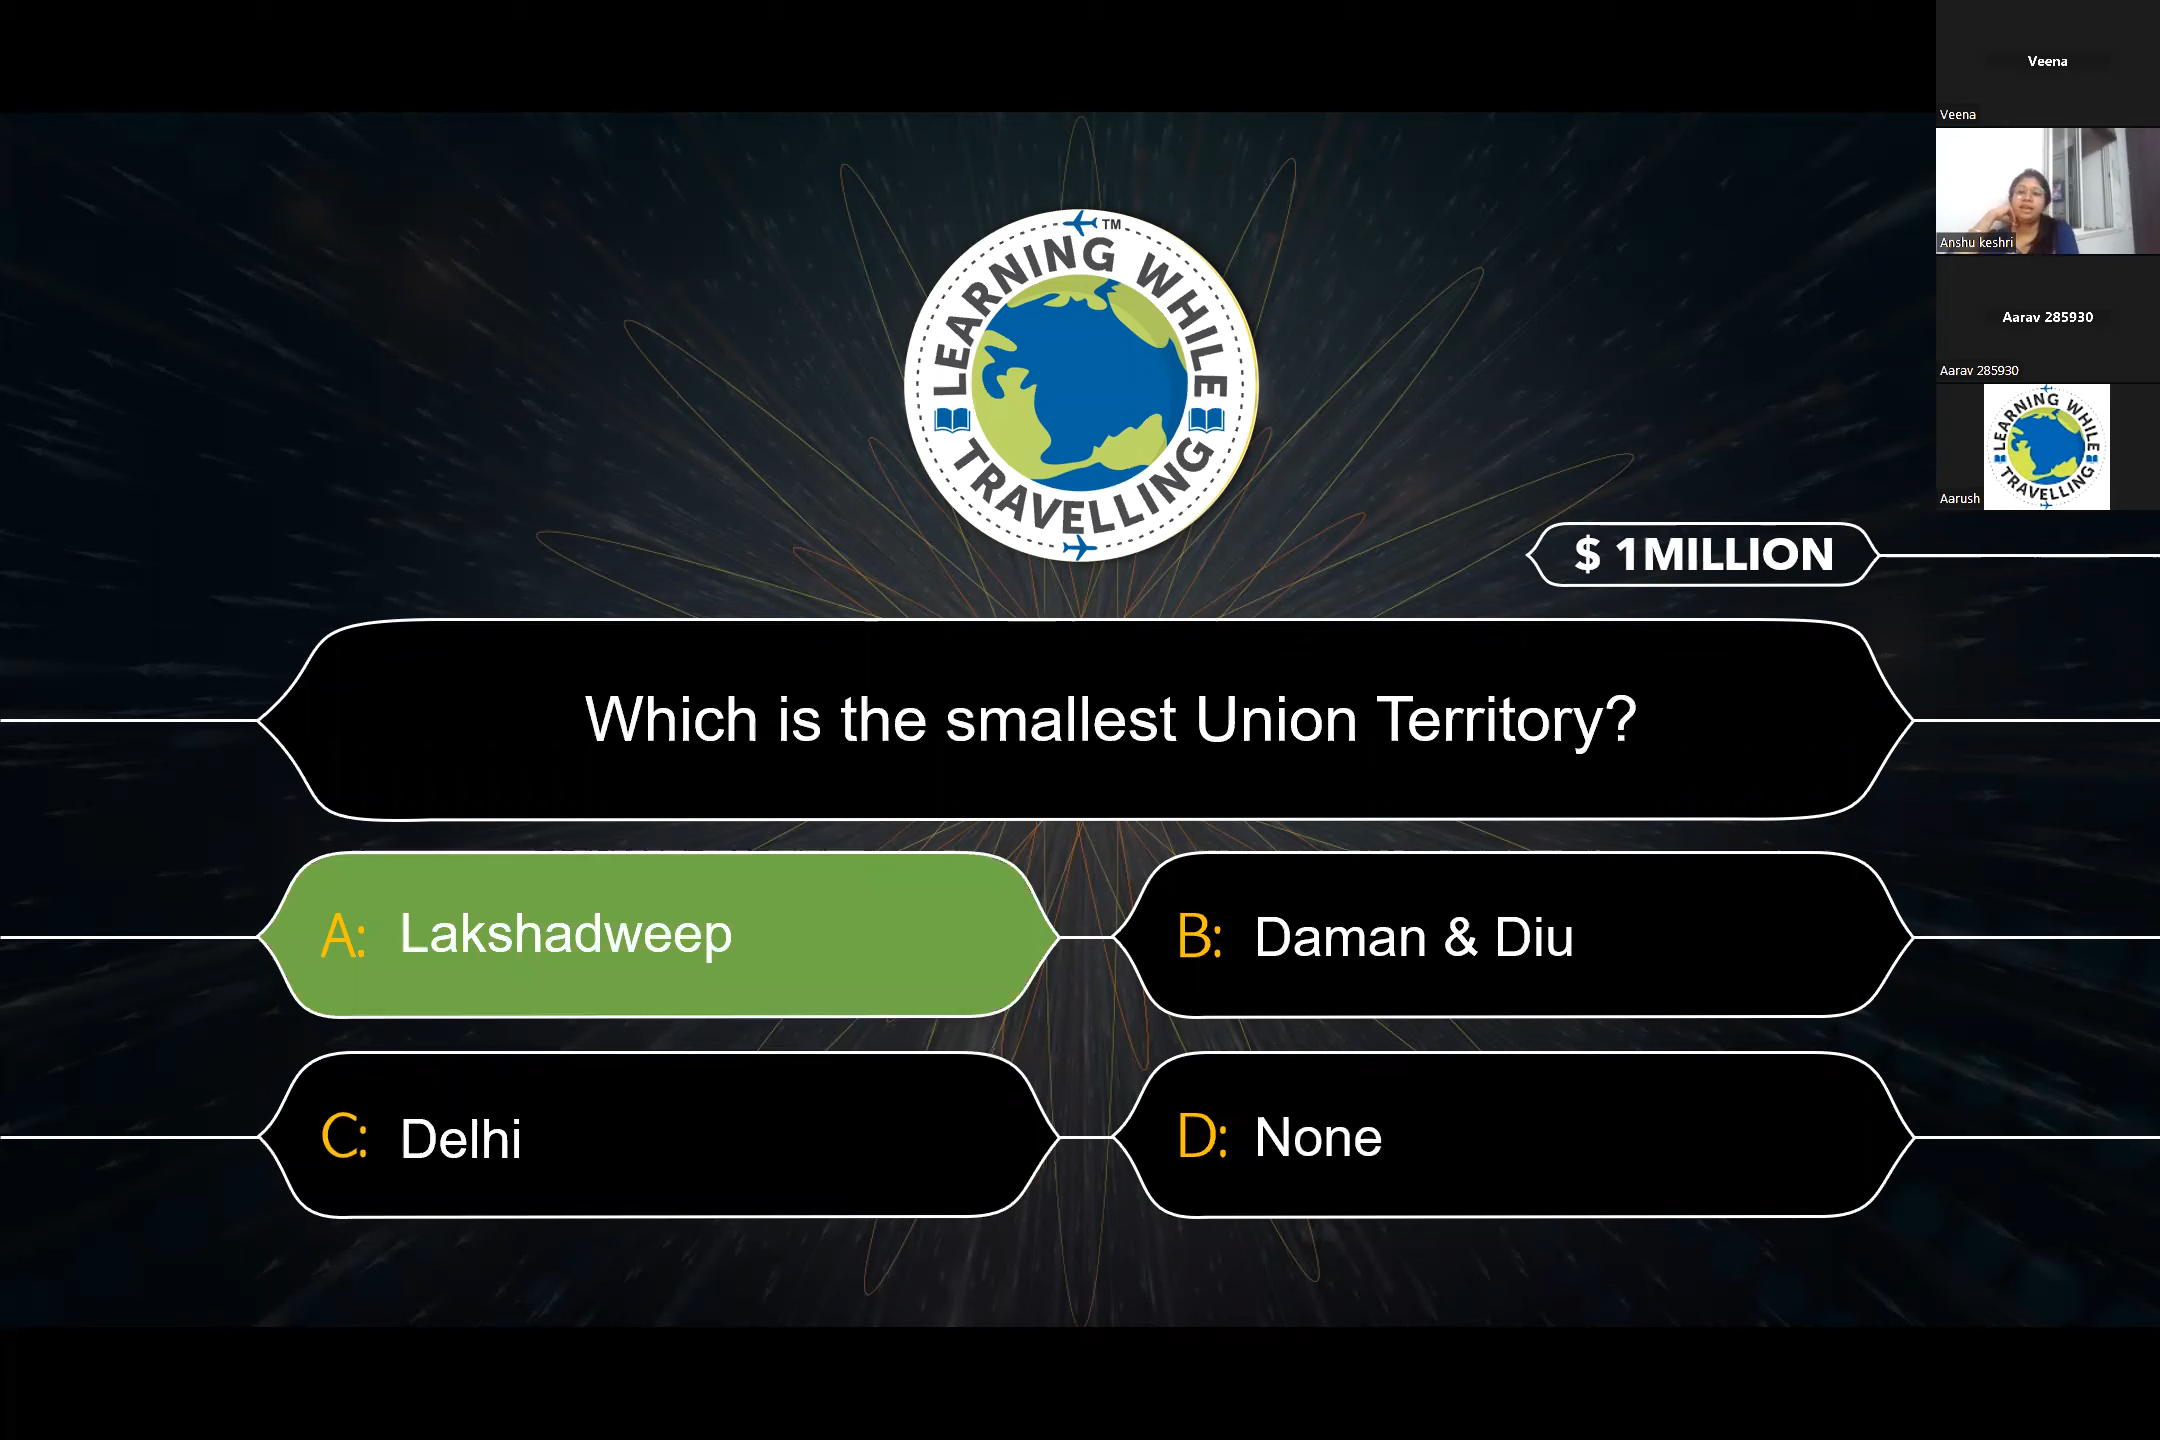 Veena
Veena
Anshu keshri
Aarav 285930
Aarav 285930
LEARNING WHILE
TRAVELLING
Aarush
TM
LEARNING WHILE
TRAVELLING
$ 1MILLION
Which is the smallest Union Territory?
A: Lakshadweep
B: Daman & Diu
C: Delhi
D: None